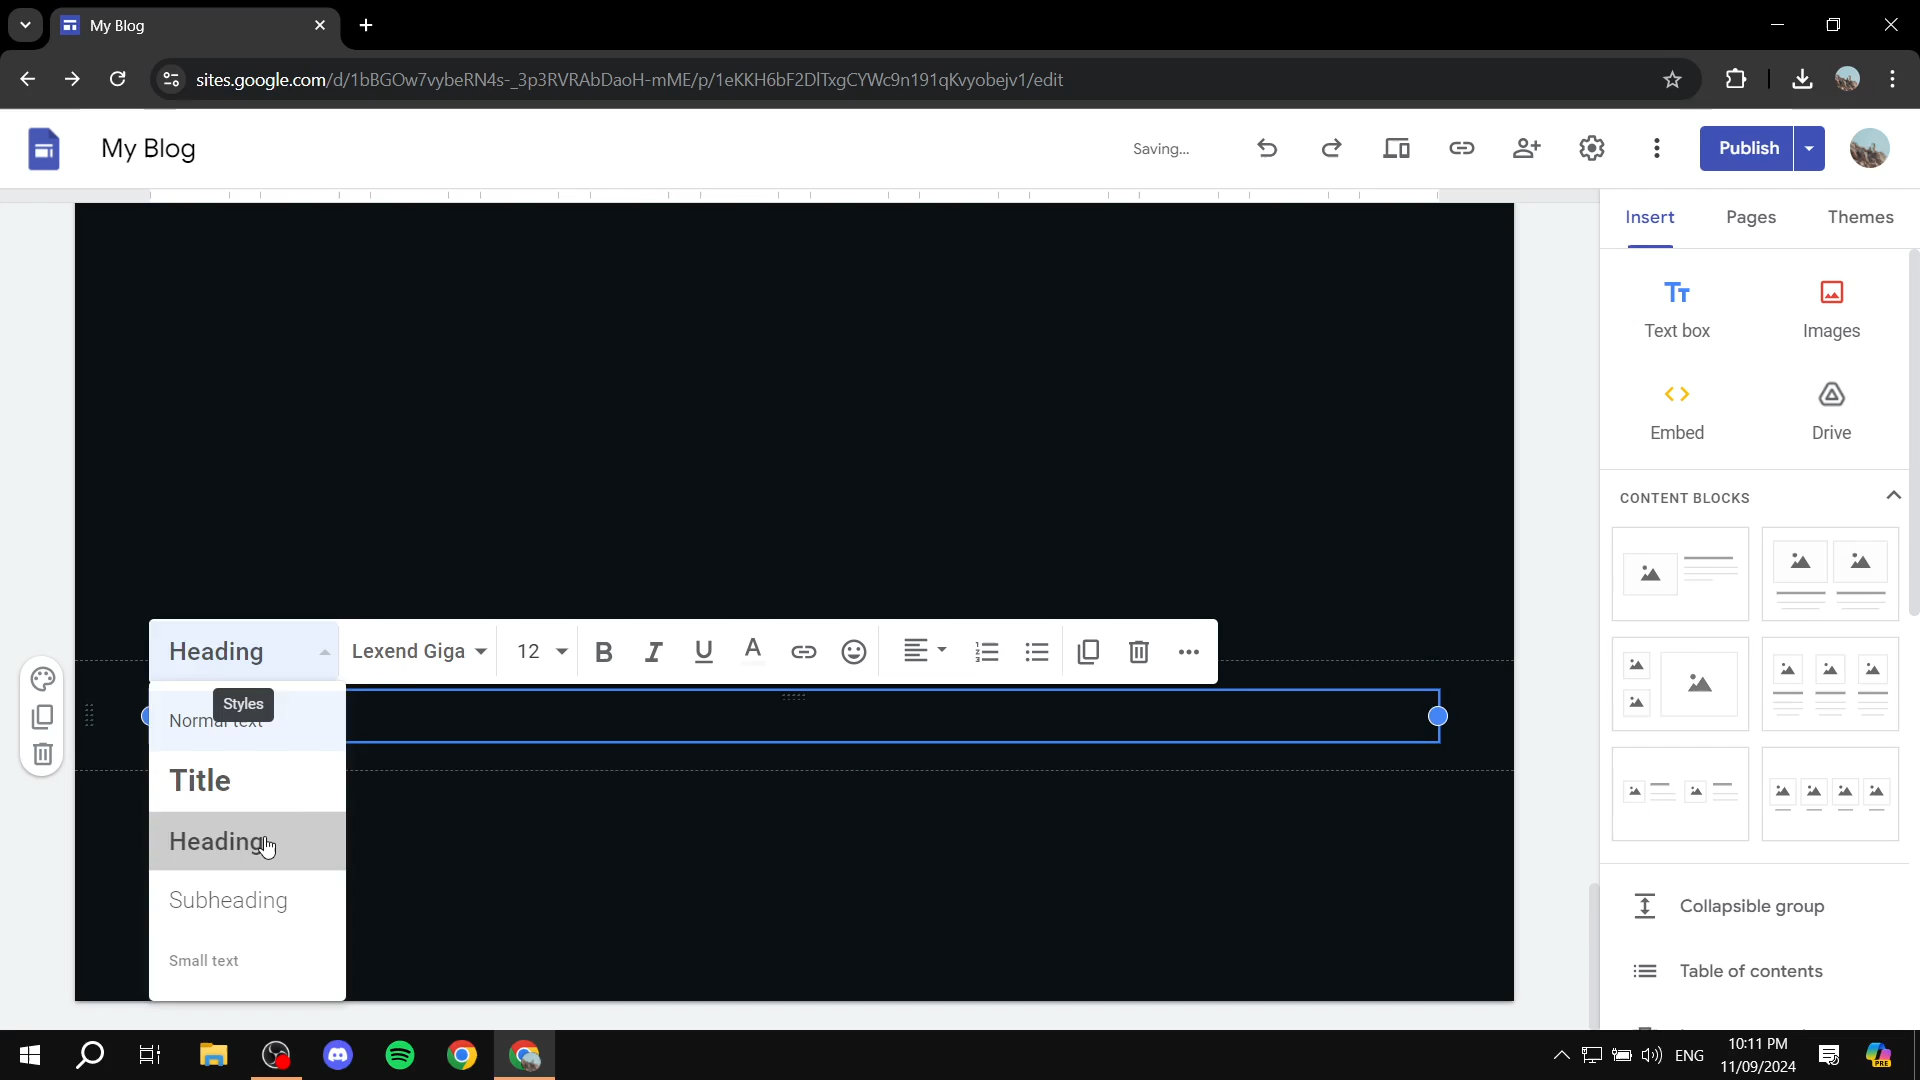 My Blog
sites.google.com/d/1bBGOw7vybeRN4s-_3p3RVRAbDaoH-mME/p/1eKKH6bF2DlTxgCYWc9n191qKvyobejv1/edit
My Blog
Saving...
Publish
Insert Pages Themes
Text box Images
Embed Drive
CONTENT BLOCKS
Heading Lexend Giga 12 B I U A
Styles
Normal text
Title
Heading
Subheading
Small text
Collapsible group
Table of contents
ENG
10:11 PM
11/09/2024
PRE